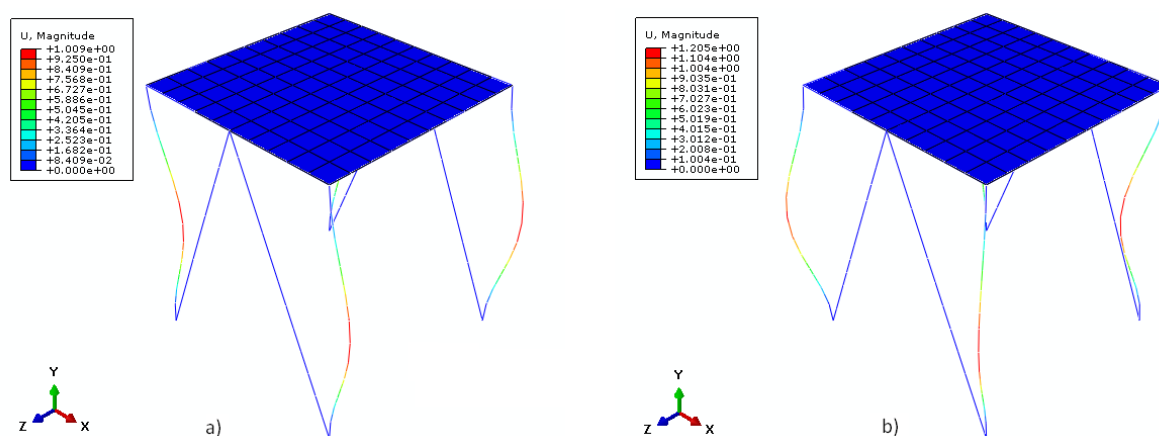 U, Magnitude
+1.009e+00
+9.250e-01
+8.409e-01
+7.568e-01
+6.727e-01
+5.886e-01
+5.045e-01
+4.205e-01
+3.364e-01
+2.523e-01
+1.682e-01
+8.409e-02
+0.000e+00
Y
Z
X
a)
U, Magnitude
+1.205e+00
+1.104e+00
+1.004e+00
+9.035e-01
+8.031e-01
+7.027e-01
+6.023e-01
+5.019e-01
+4.015e-01
+3.012e-01
+2.008e-01
+1.004e-01
+0.000e+00
Y
Z
X
b)